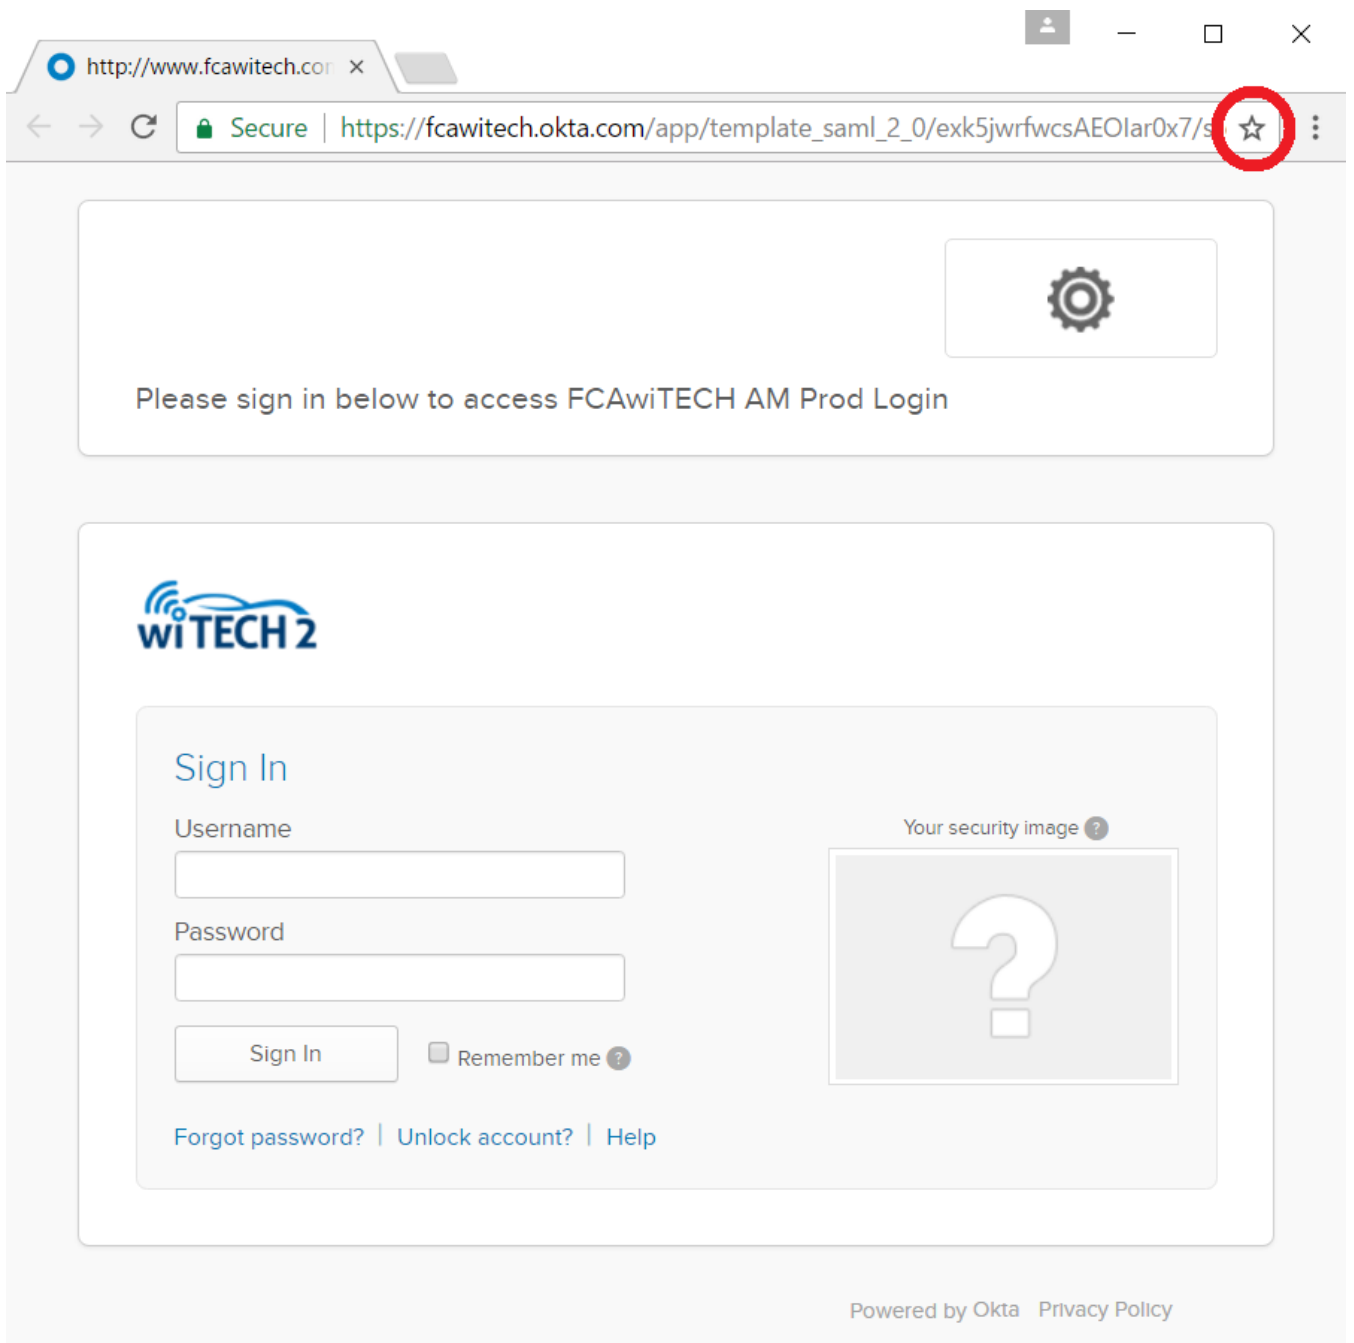 http://www.fcawitech.con
Secure | https://fcawitech.okta.com/app/template_saml_2_0/exk5jwrfwcsAEOIar0x7/s
Please sign in below to access FCAwiTECH AM Prod Login
wiTECH 2
Sign In
Username
Your security image ?
?
Password
Sign In
Remember me ?
Forgot password? | Unlock account? | Help
Powered by Okta Privacy Policy